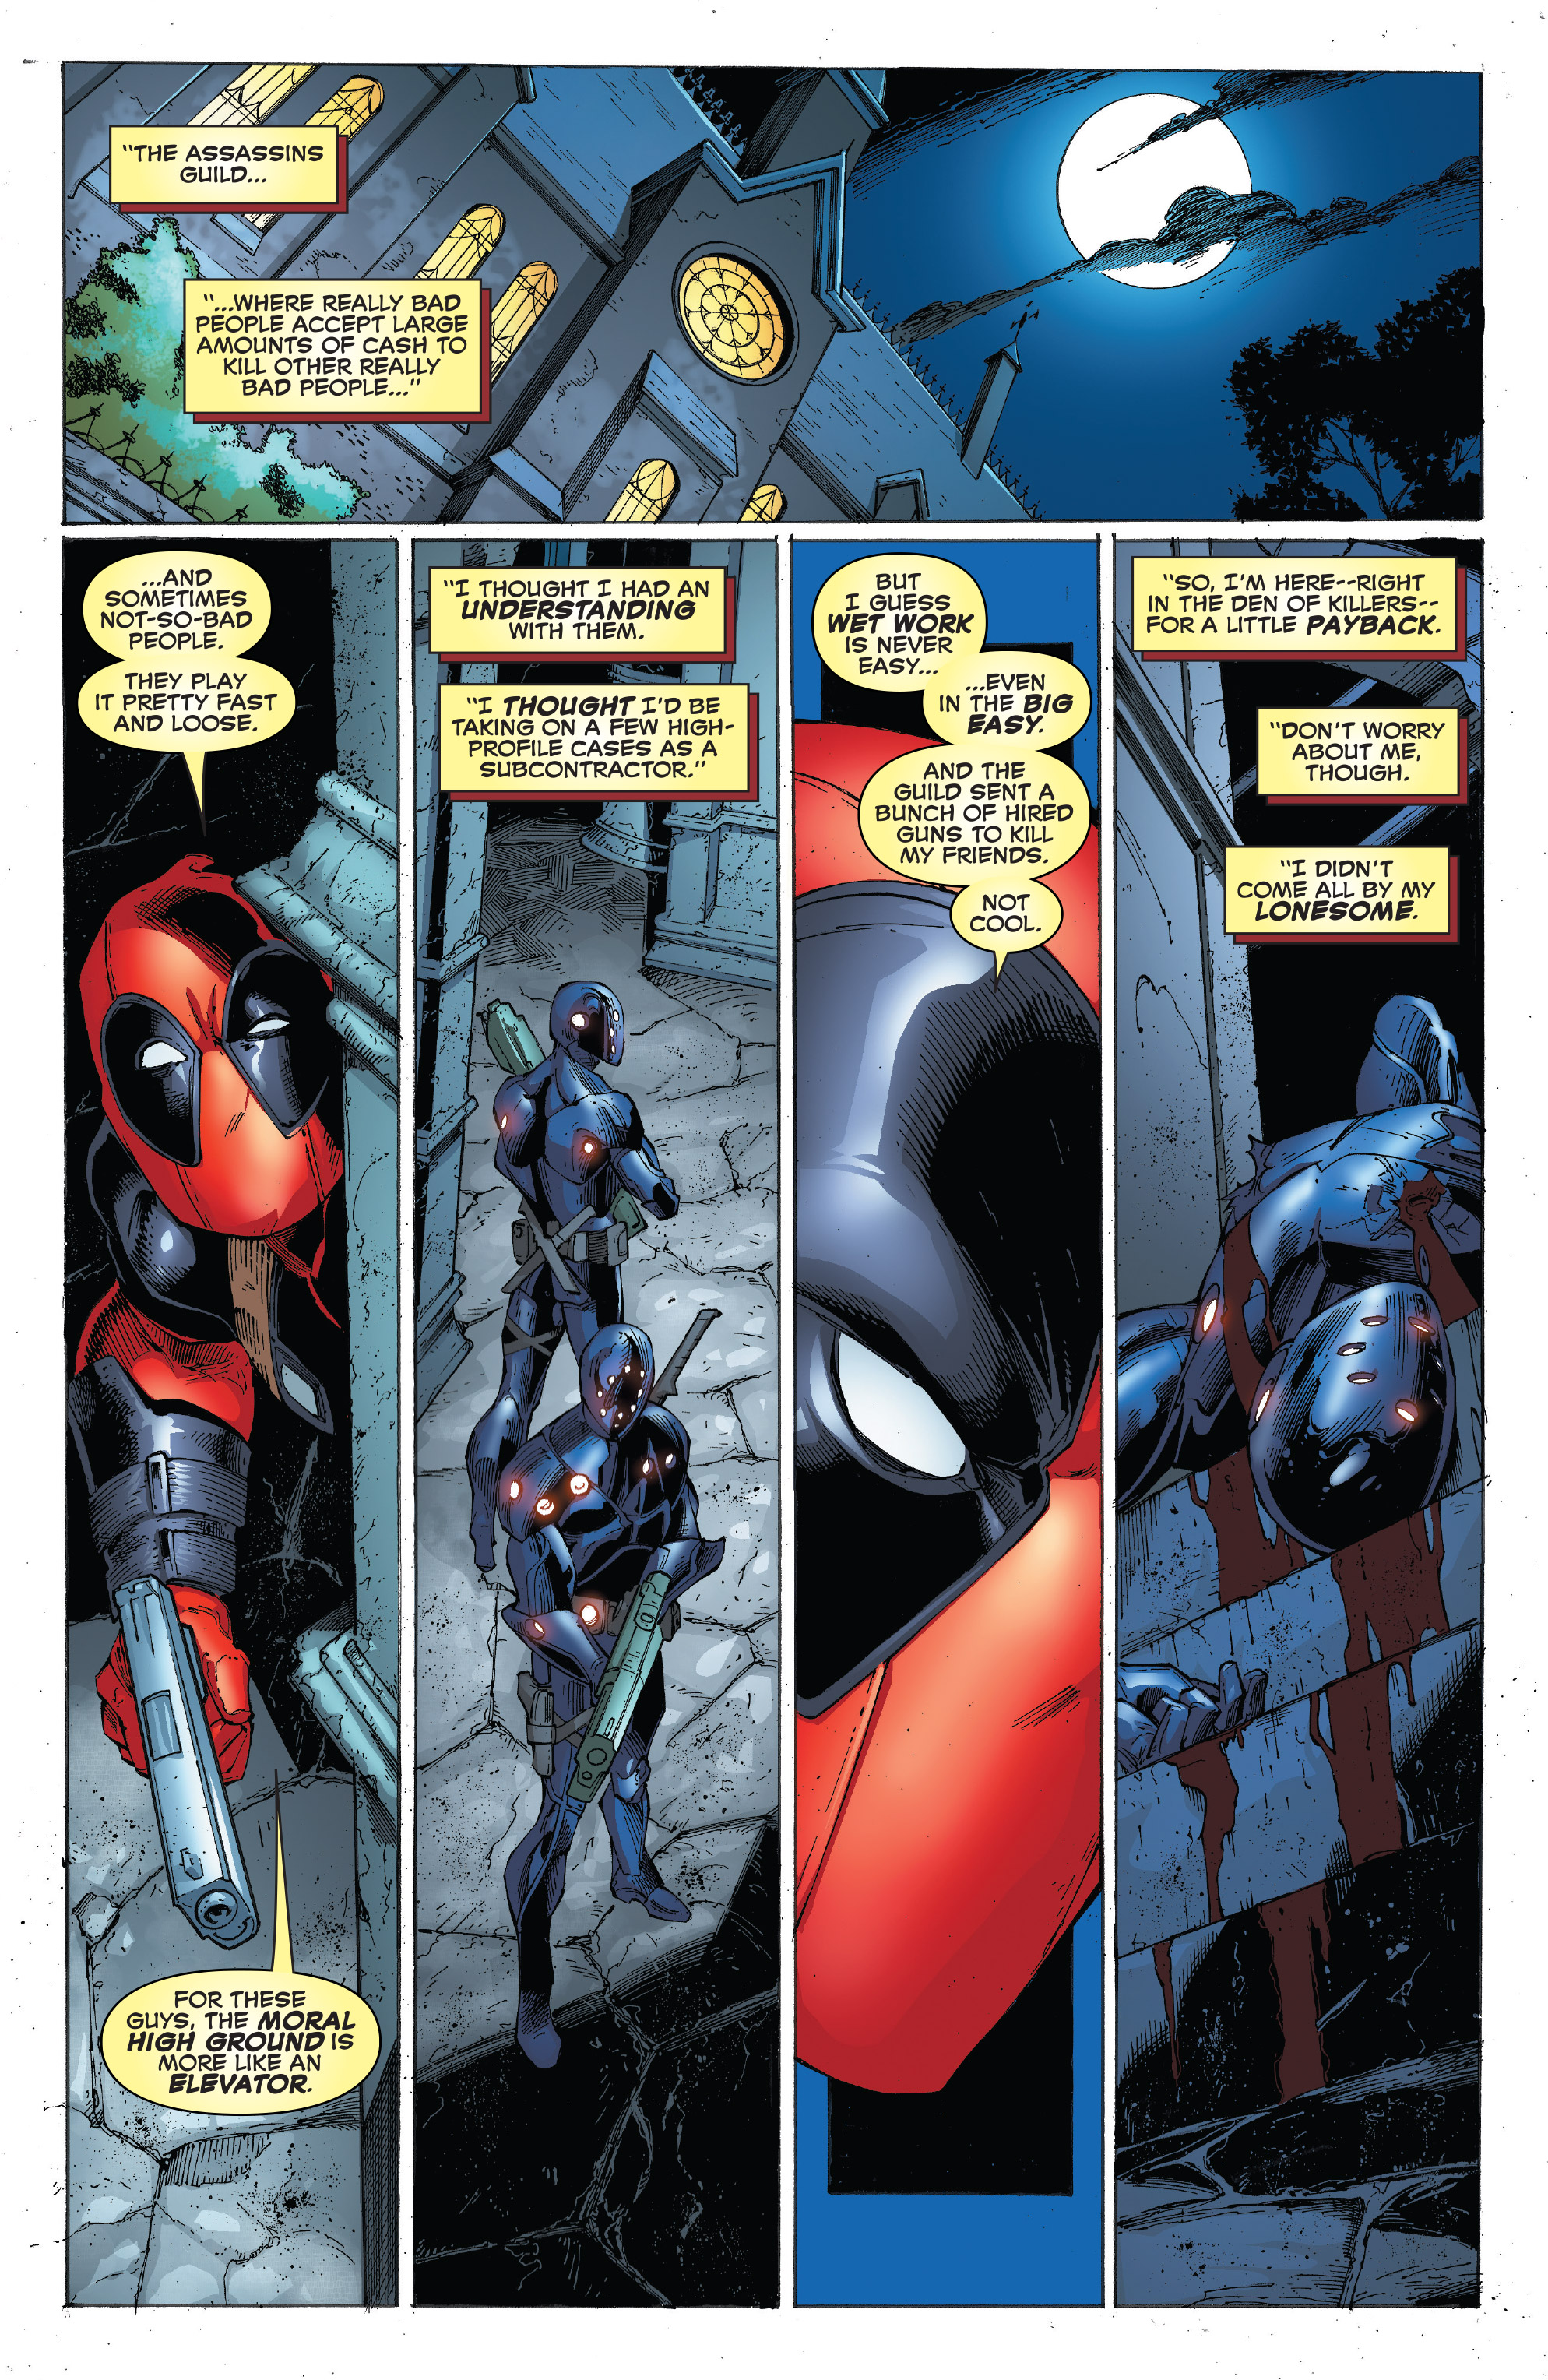 "THE ASSASSINS
GUILD...
"...WHERE REALLY BAD
PEOPLE ACCEPT LARGE
AMOUNTS OF CASH TO
KILL OTHER REALLY
BAD PEOPLE..."
...AND
SOMETIMES
NOT-SO-BAD
PEOPLE.
THEY PLAY
IT PRETTY FAST
AND LOOSE.
FOR THESE
GUYS, THE MORAL
HIGH GROUND IS
MORE LIKE AN
ELEVATOR.
"I THOUGHT I HAD AN
UNDERSTANDING
WITH THEM.
"I THOUGHT I'D BE
TAKING ON A FEW HIGH-
PROFILE CASES AS A
SUBCONTRACTOR."
BUT
I GUESS
WET WORK
IS NEVER
EASY...
...EVEN
IN THE BIG
EASY.
AND THE
GUILD SENT A
BUNCH OF HIRED
GUNS TO KILL
MY FRIENDS.
NOT
COOL.
"SO, I'M HERE--RIGHT
IN THE DEN OF KILLERS--
FOR A LITTLE PAYBACK.
"DON'T WORRY
ABOUT ME,
THOUGH.
"I DIDN'T
COME ALL BY MY
LONESOME.